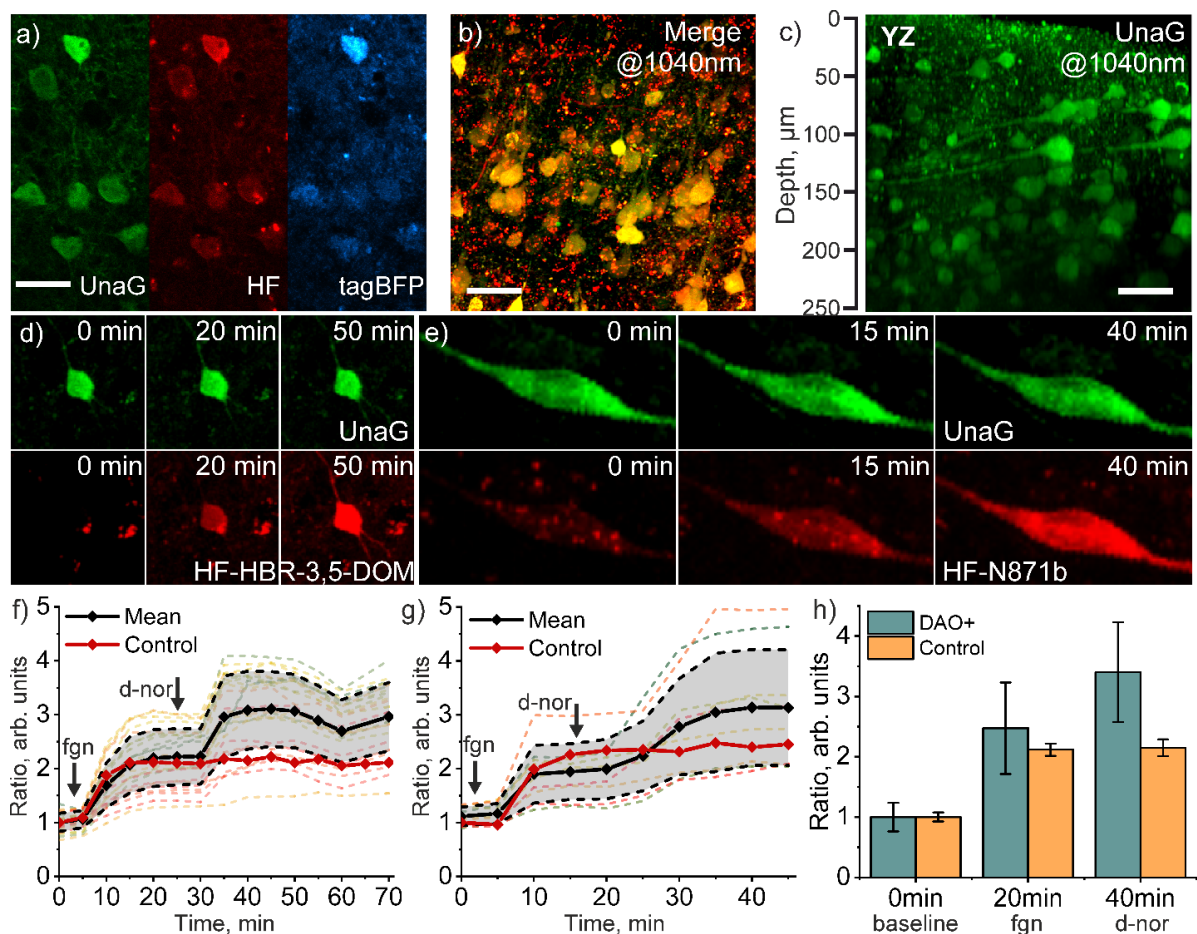 a)
UnaG
HF
tagBFP
b)
Merge
@1040nm
c)
YZ
UnaG
@1040nm
Depth, µm
0
50
100
150
200
250
d)
0 min
20 min
50 min
UnaG
0 min
20 min
50 min
HF-HBR-3,5-DOM
e)
0 min
15 min
40 min
UnaG
0 min
15 min
40 min
HF-N871b
f)
Mean
Control
fgn
d-nor
Ratio, arb. units
5
4
3
2
1
0
0 10 20 30 40 50 60 70
Time, min
g)
Mean
Control
fgn
d-nor
Ratio, arb. units
5
4
3
2
1
0
0 10 20 30 40
Time, min
h)
DAO+
Control
Ratio, arb. units
4
2
0
0min 20min 40min
baseline fgn d-nor